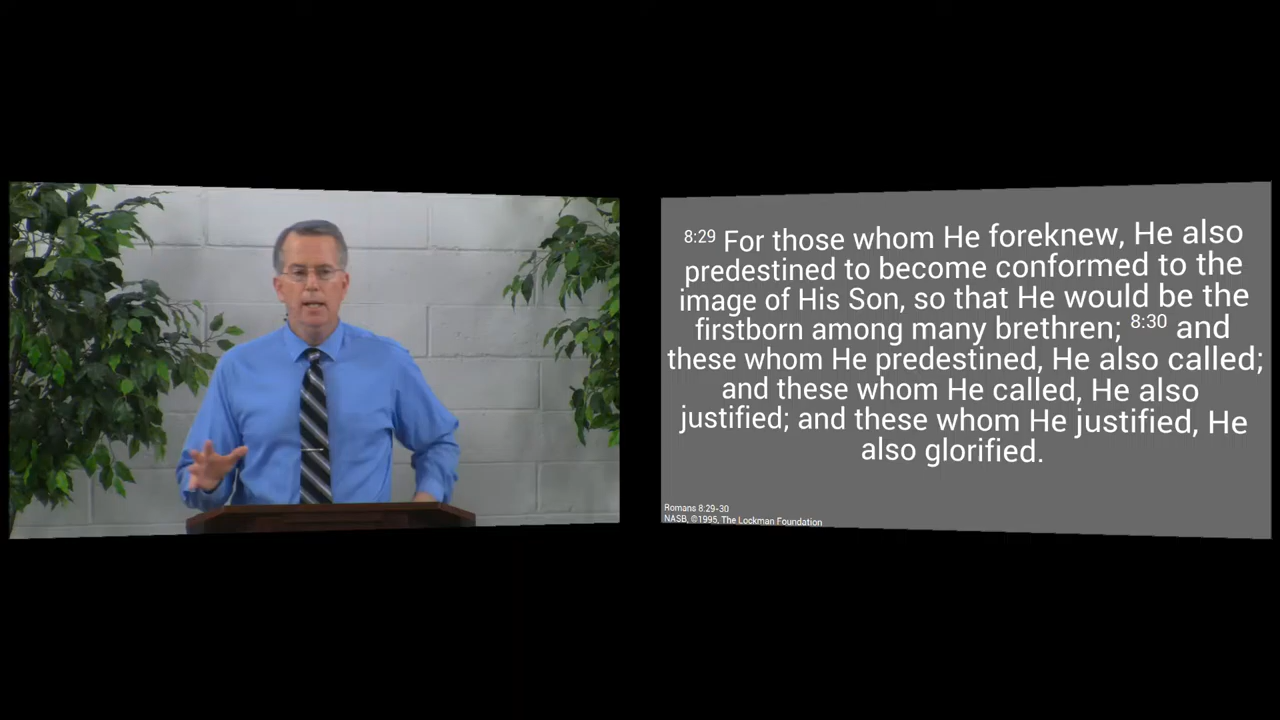 8:29 For those whom He foreknew, He also
predestined to become conformed to the
image of His Son, so that He would be the
firstborn among many brethren; 8:30 and
these whom He predestined, He also called;
and these whom He called, He also
justified; and these whom He justified, He
also glorified.
Romans 8:29-30
NASB, ©1995, The Lockman Foundation